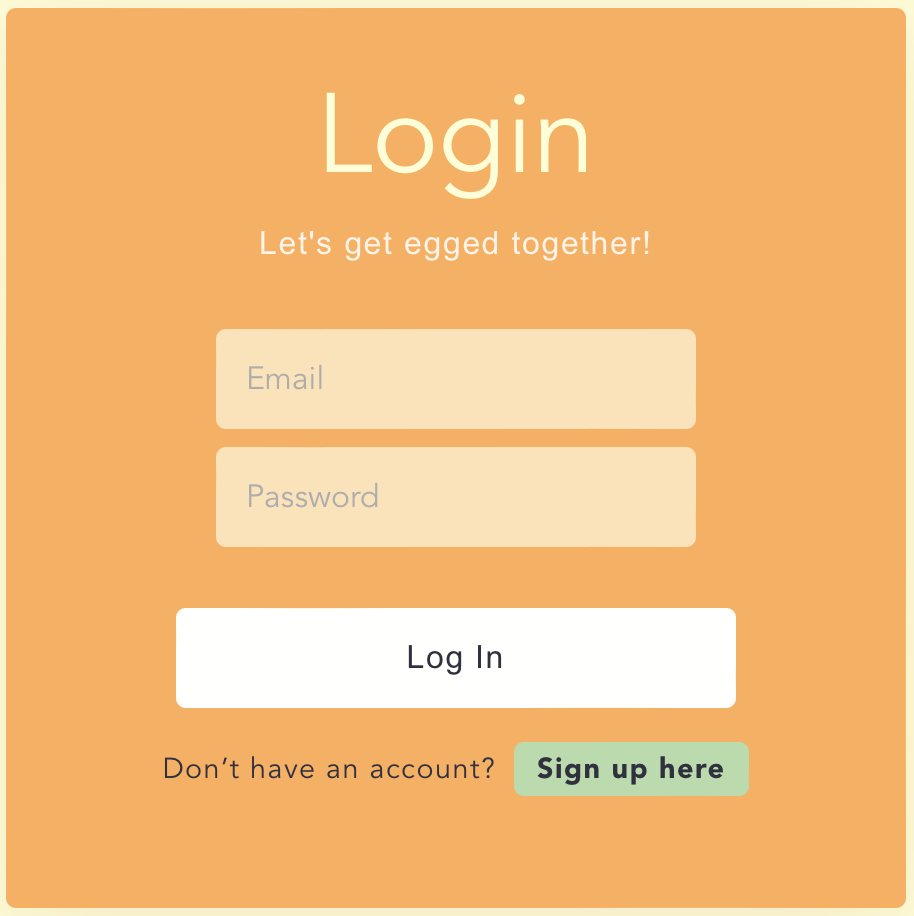 Login
Let's get egged together!
Email
Password
Log In
Don’t have an account? Sign up here